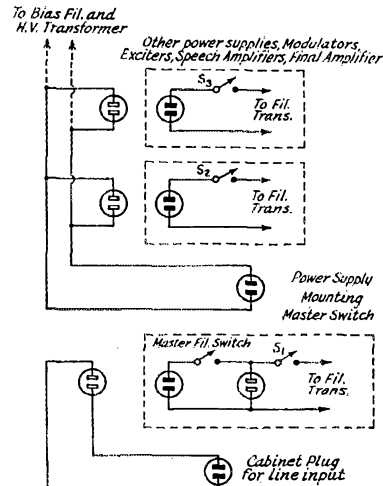 To Bias Fil. and
H.V. Transformer
Other power supplies, Modulators,
Exciters, Speech Amplifiers, Final Amplifier
S3
To Fil.
Trans.
S2
To Fil.
Trans.
Power Supply
Mounting
Master Switch
Master Fil. Switch
S1
To Fil.
Trans.
Cabinet Plug
for line input